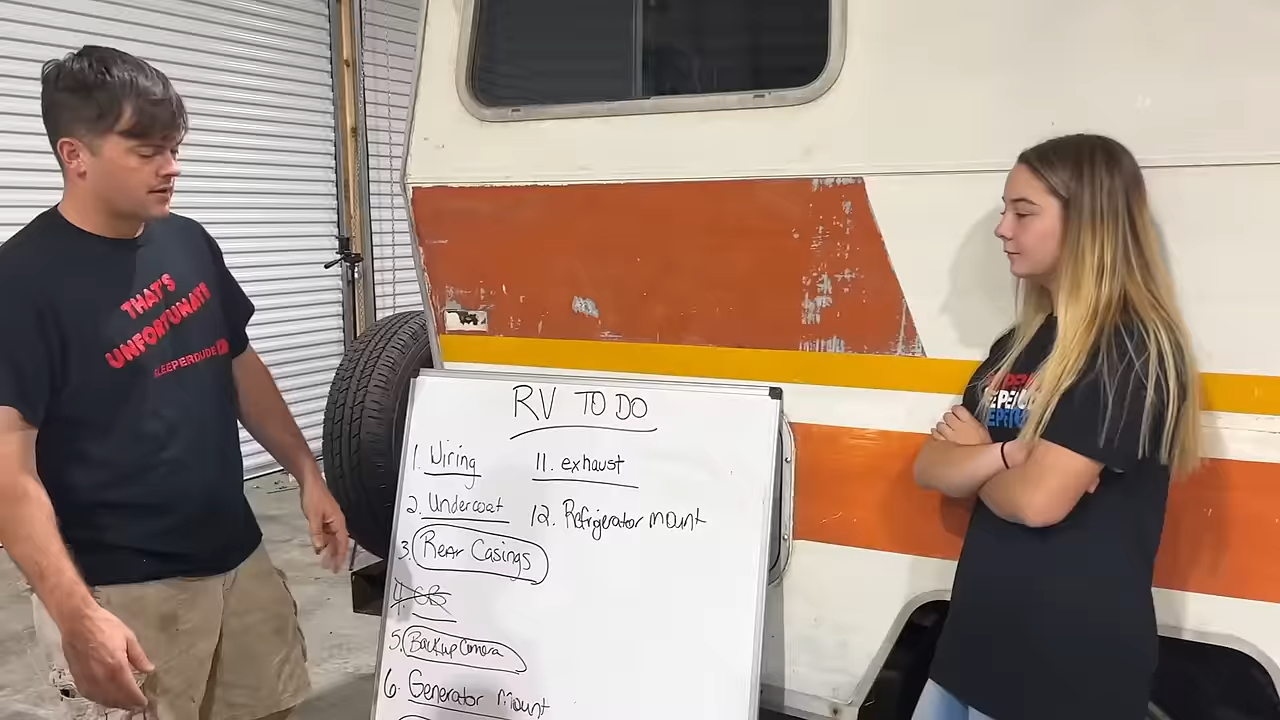 THAT'S
UNFORTUNATE
SLEEPERDUDE
RV TO DO
1. Wiring
2. Undercoat
3. Rear Casings
4. CB
5. Backup Camera
6. Generator Mount
11. exhaust
12. Refrigerator mount